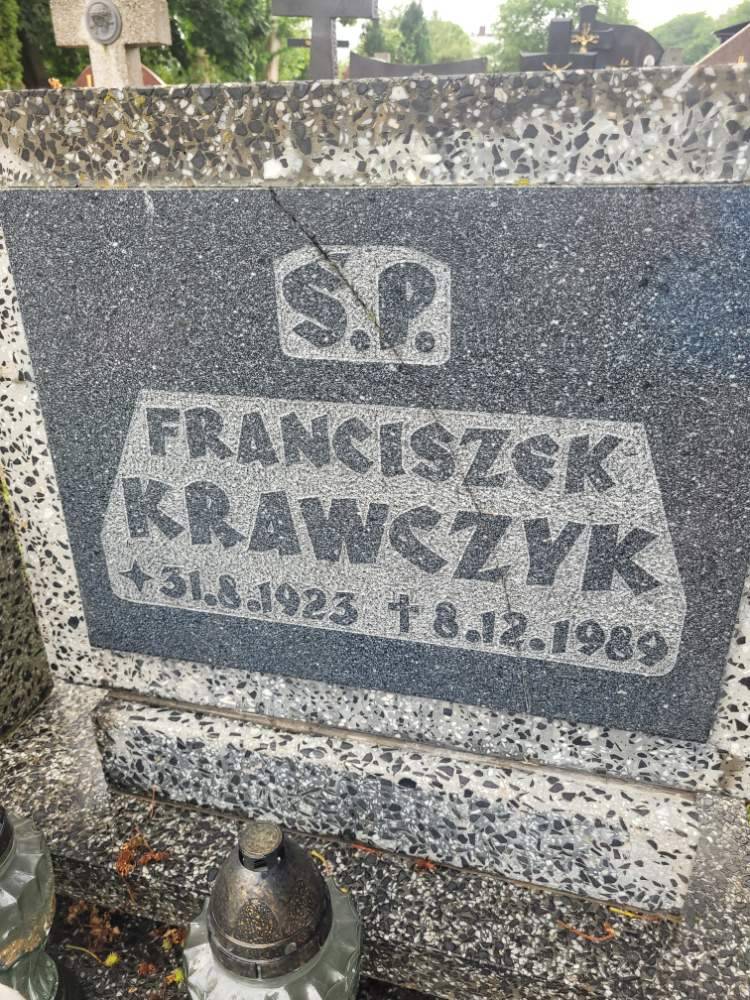 Ś.P.
FRANCISZEK
KRAWCZYK
31.8.1923 8.12.1989